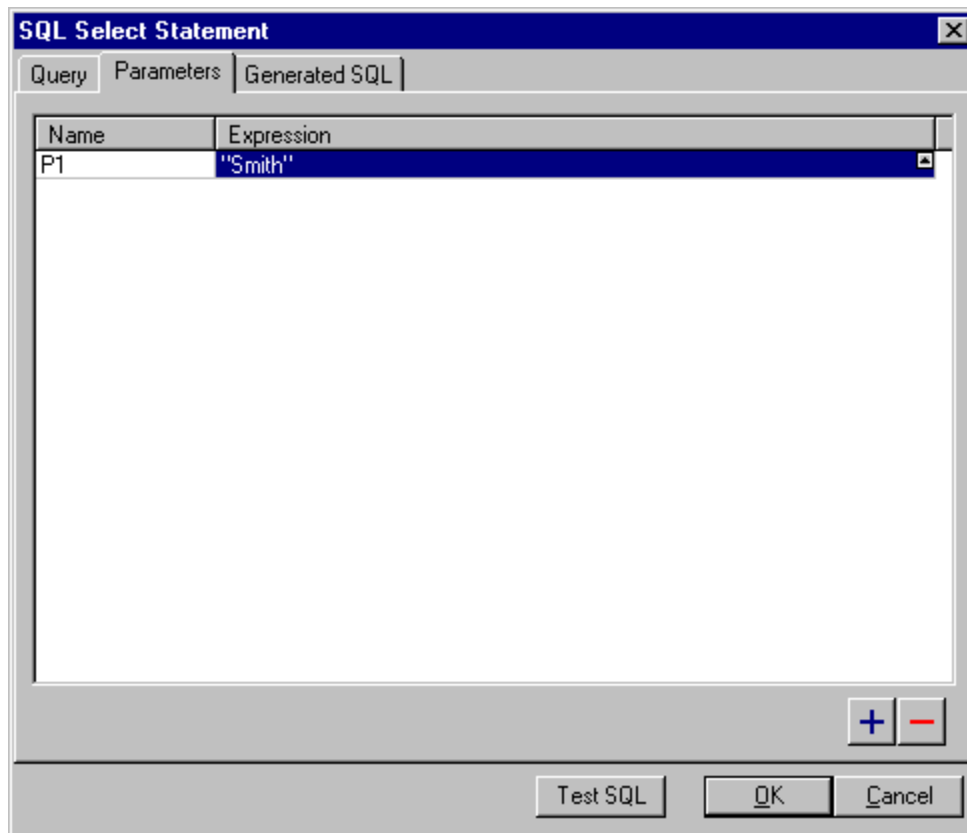 SQL Select Statement
Query Parameters Generated SQL
Name Expression
P1 "Smith"
Test SQL OK Cancel